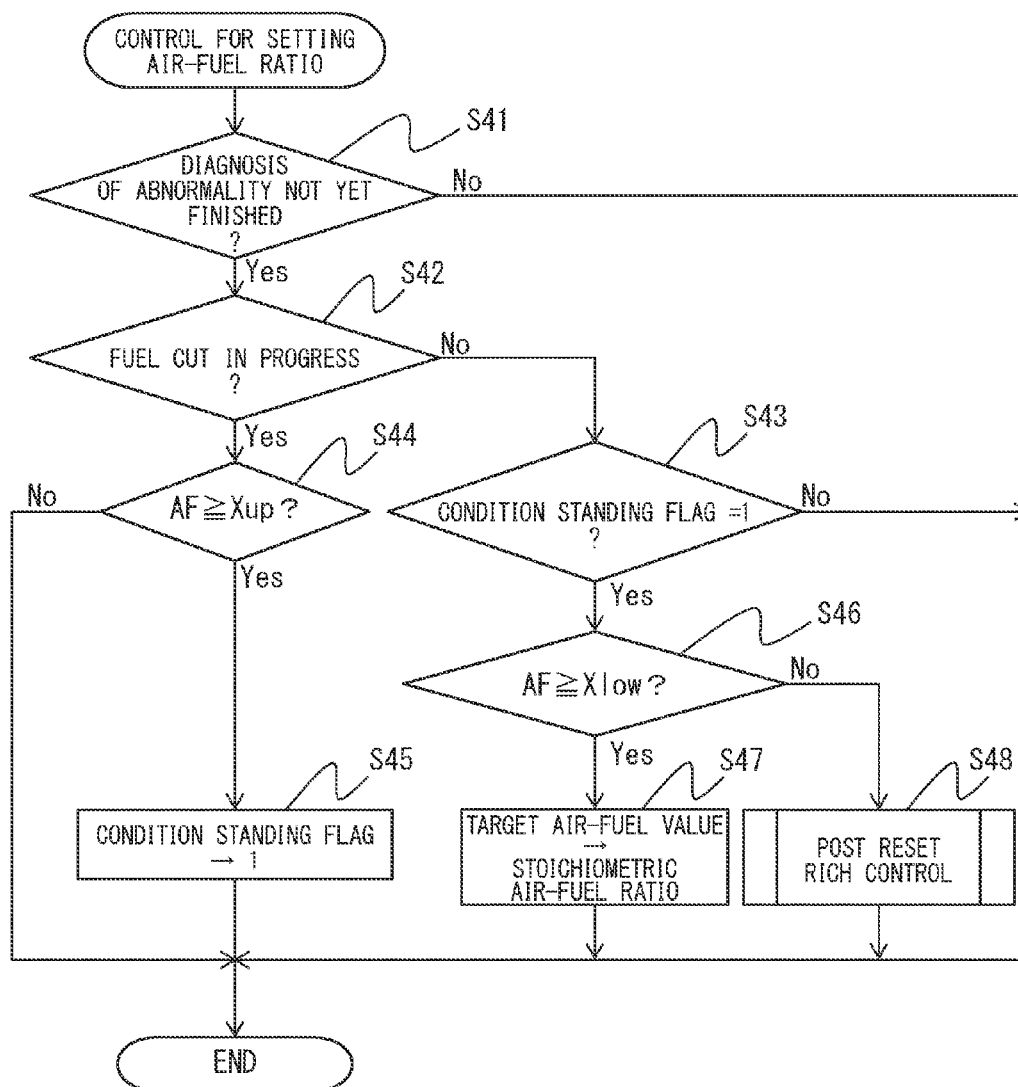 CONTROL FOR SETTING
AIR-FUEL RATIO
S41
DIAGNOSIS
OF ABNORMALITY NOT YET
FINISHED
?
No
Yes
S42
FUEL CUT IN PROGRESS
?
No
Yes
S44
S43
No
AF≧Xup?
CONDITION STANDING FLAG =1
?
No
Yes
Yes
S46
AF≧Xlow?
No
Yes
S45
S47
S48
CONDITION STANDING FLAG
→ 1
TARGET AIR-FUEL VALUE
→
STOICHIOMETRIC
AIR-FUEL RATIO
POST RESET
RICH CONTROL
END